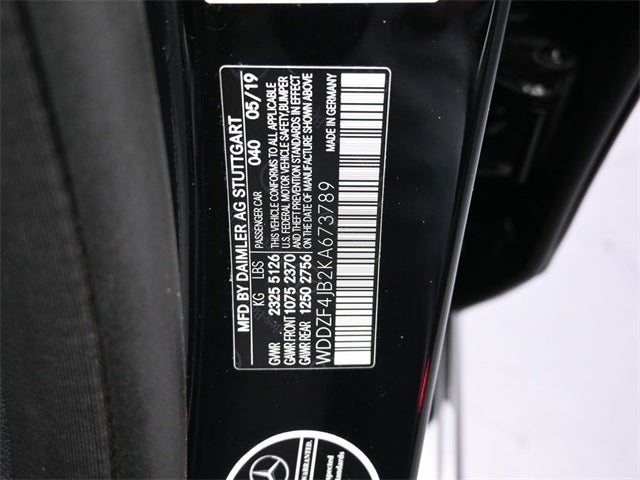 MFD BY DAIMLER AG STUTTGART
PASSENGER CAR 040 05/19
KG LBS
GVWR 2325 5126
GAWR FRONT 1075 2370
GAWR REAR 1250 2756
THIS VEHICLE CONFORMS TO ALL APPLICABLE
U.S. FEDERAL MOTOR VEHICLE SAFETY, BUMPER
AND THEFT PREVENTION STANDARDS IN EFFECT
ON THE DATE OF MANUFACTURE SHOWN ABOVE
WDDZF4JB2KA673789
MADE IN GERMANY